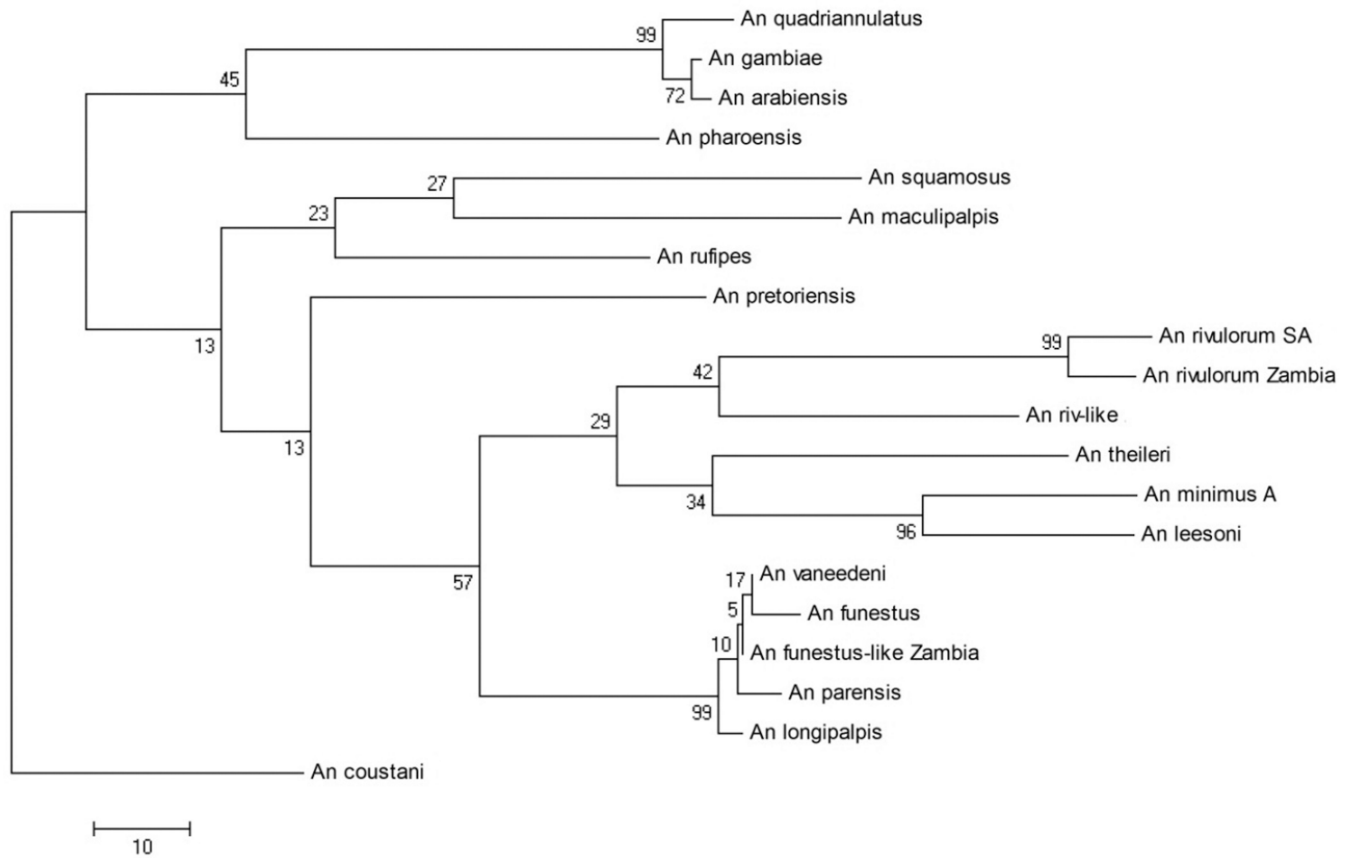 An quadriannulatus
99
An gambiae
45
72
An arabiensis
An pharoensis
27
An squamosus
23
An maculipalpis
An rufipes
An pretoriensis
13
99
An rivulorum SA
42
An rivulorum Zambia
29
An riv-like
13
An theileri
34
An minimus A
96
An leesoni
57
17
An vaneedeni
5
An funestus
10
An funestus-like Zambia
An parensis
99
An longipalpis
An coustani
10